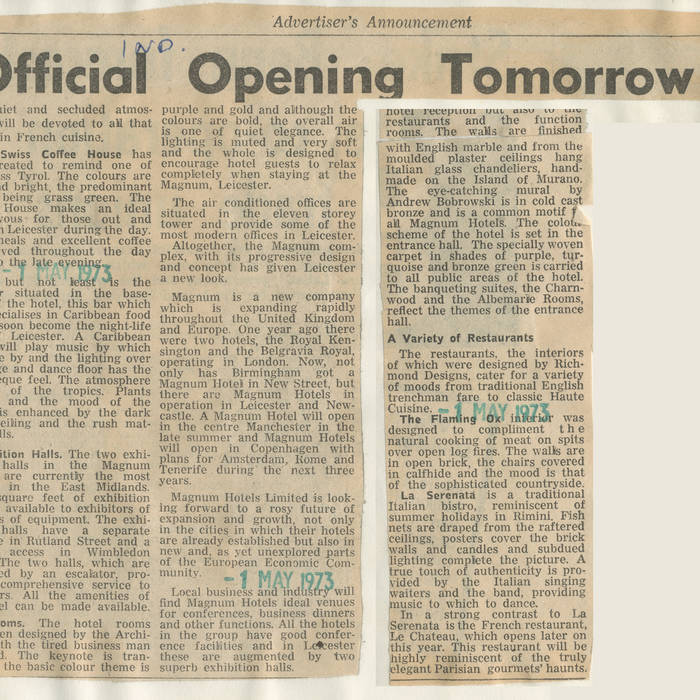 Advertiser's Announcement
IND.
Official Opening Tomorrow
uiet and secluded atmos-
will be devoted to all that
in French cuisine.
Swiss Coffee House has
reated to remind one of
ss Tyrol. The colours are
d bright, the predominant
being grass green. The
House makes an ideal
vous for those out and
n Leicester during the day.
meals and excellent coffee
ved throughout the day
o the late evening.
-1 MAY 1973
but not least is the
r situated in the base-
f the hotel, this bar which
ecialises in Caribbean food
soon become the night-life
f Leicester. A Caribbean
will play music by which
e by and the lighting over
ge and dance floor has the
eque feel. The atmosphere
of the tropics. Plants
and the mood of the
is enhanced by the dark
eiling and the rush mat-
lls.
ition Halls. The two exhi-
halls in the Magnum
are currently the most
in the East Midlands.
square feet of exhibition
available to exhibitors of
s of equipment. The exhi-
halls have a separate
e in Rutland Street and a
access in Wimbledon
The two halls, which are
ed by an escalator, pro-
comprehensive service to
rs. All the amenities of
el can be made available.
oms. The hotel rooms
en designed by the Archi-
th the tired business man
d. The keynote is tran-
the basic colour theme is
purple and gold and although the
colours are bold, the overall air
is one of quiet elegance. The
lighting is muted and very soft
and the whole is designed to
encourage hotel guests to relax
completely when staying at the
Magnum, Leicester.
The air conditioned offices are
situated in the eleven storey
tower and provide some of the
most modern offices in Leicester.
Altogether, the Magnum com-
plex, with its progressive design
and concept has given Leicester
a new look.
Magnum is a new company
which is expanding rapidly
throughout the United Kingdom
and Europe. One year ago there
were two hotels, the Royal Ken-
sington and the Belgravia Royal,
operating in London. Now, not
only has Birmingham got a
Magnum Hotel in New Street, but
there are Magnum Hotels in
operation in Leicester and New-
castle. A Magnum Hotel will open
in the centre Manchester in the
late summer and Magnum Hotels
will open in Copenhagen with
plans for Amsterdam, Rome and
Tenerife during the next three
years.
Magnum Hotels Limited is look-
ing forward to a rosy future of
expansion and growth, not only
in the cities in which their hotels
are already established but also in
new and, as yet unexplored parts
of the European Economic Com-
munity.
-1 MAY 1973
Local business and industry will
find Magnum Hotels ideal venues
for conferences, business dinners
and other functions. All the hotels
in the group have good confer-
ence facilities and in Leicester
these are augmented by two
superb exhibition halls.
hotel reception but also to the
restaurants and the function
rooms. The walls are finished
with English marble and from the
moulded plaster ceilings hang
Italian glass chandeliers, hand-
made on the Island of Murano.
The eye-catching mural by
Andrew Bobrowski is in cold cast
bronze and is a common motif
all Magnum Hotels. The colour
scheme of the hotel is set in the
entrance hall. The specially woven
carpet in shades of purple, tur-
quoise and bronze green is carried
to all public areas of the hotel.
The banqueting suites, the Charn-
wood and the Albemarle Rooms,
reflect the themes of the entrance
hall.
A Variety of Restaurants
The restaurants, the interiors
of which were designed by Rich-
mond Designs, cater for a variety
of moods from traditional English
trenchman fare to classic Haute
Cuisine.
-1 MAY 1973
The Flaming Ox interior was
designed to compliment the
natural cooking of meat on spits
over open log fires. The walls are
in open brick, the chairs covered
in calfhide and the mood is that
of the sophisticated countryside.
La Serenata is a traditional
Italian bistro, reminiscent of
summer holidays in Rimini. Fish
nets are draped from the raftered
ceilings, posters cover the brick
walls and candles and subdued
lighting complete the picture. A
true touch of authenticity is pro-
vided by the Italian singing
waiters and the band, providing
music to which to dance.
In a strong contrast to La
Serenata is the French restaurant,
Le Chateau, which opens later on
this year. This restaurant will be
highly reminiscent of the truly
elegant Parisian gourmets' haunts.